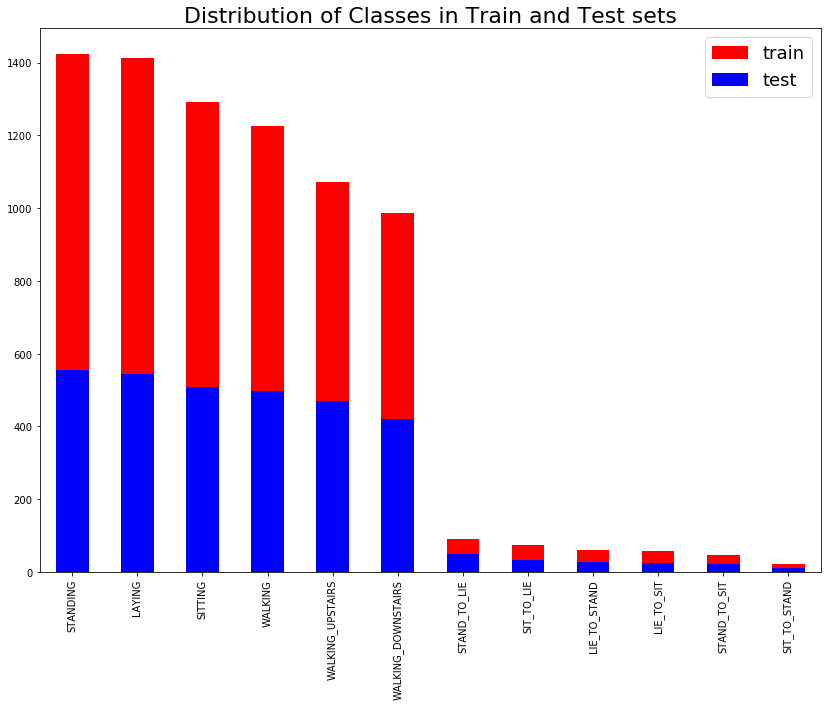 Distribution of Classes in Train and Test sets
train
test
1400
1200
1000
800
600
400
200
0
STANDING
LAYING
SITTING
WALKING
WALKING_UPSTAIRS
WALKING_DOWNSTAIRS
STAND_TO_LIE
SIT_TO_LIE
LIE_TO_STAND
LIE_TO_SIT
STAND_TO_SIT
SIT_TO_STAND